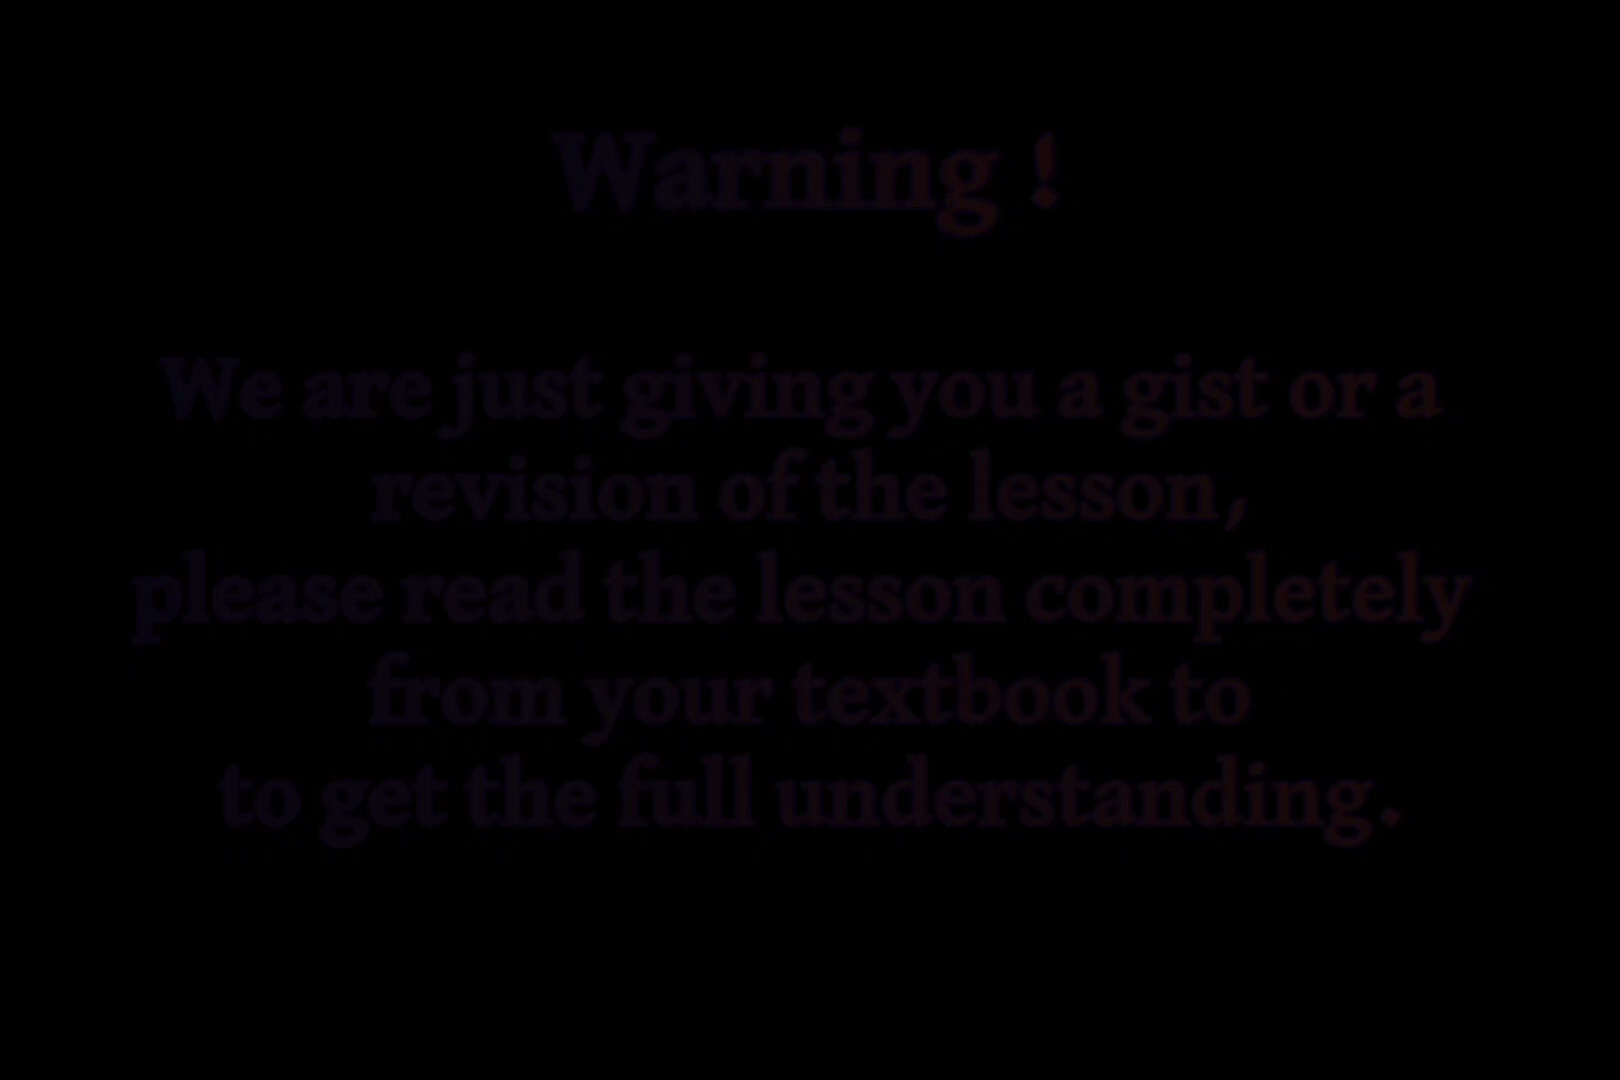 Warning !
We are just giving you a gist or a
revision of the lesson,
please read the lesson completely
from your textbook to
to get the full understanding.